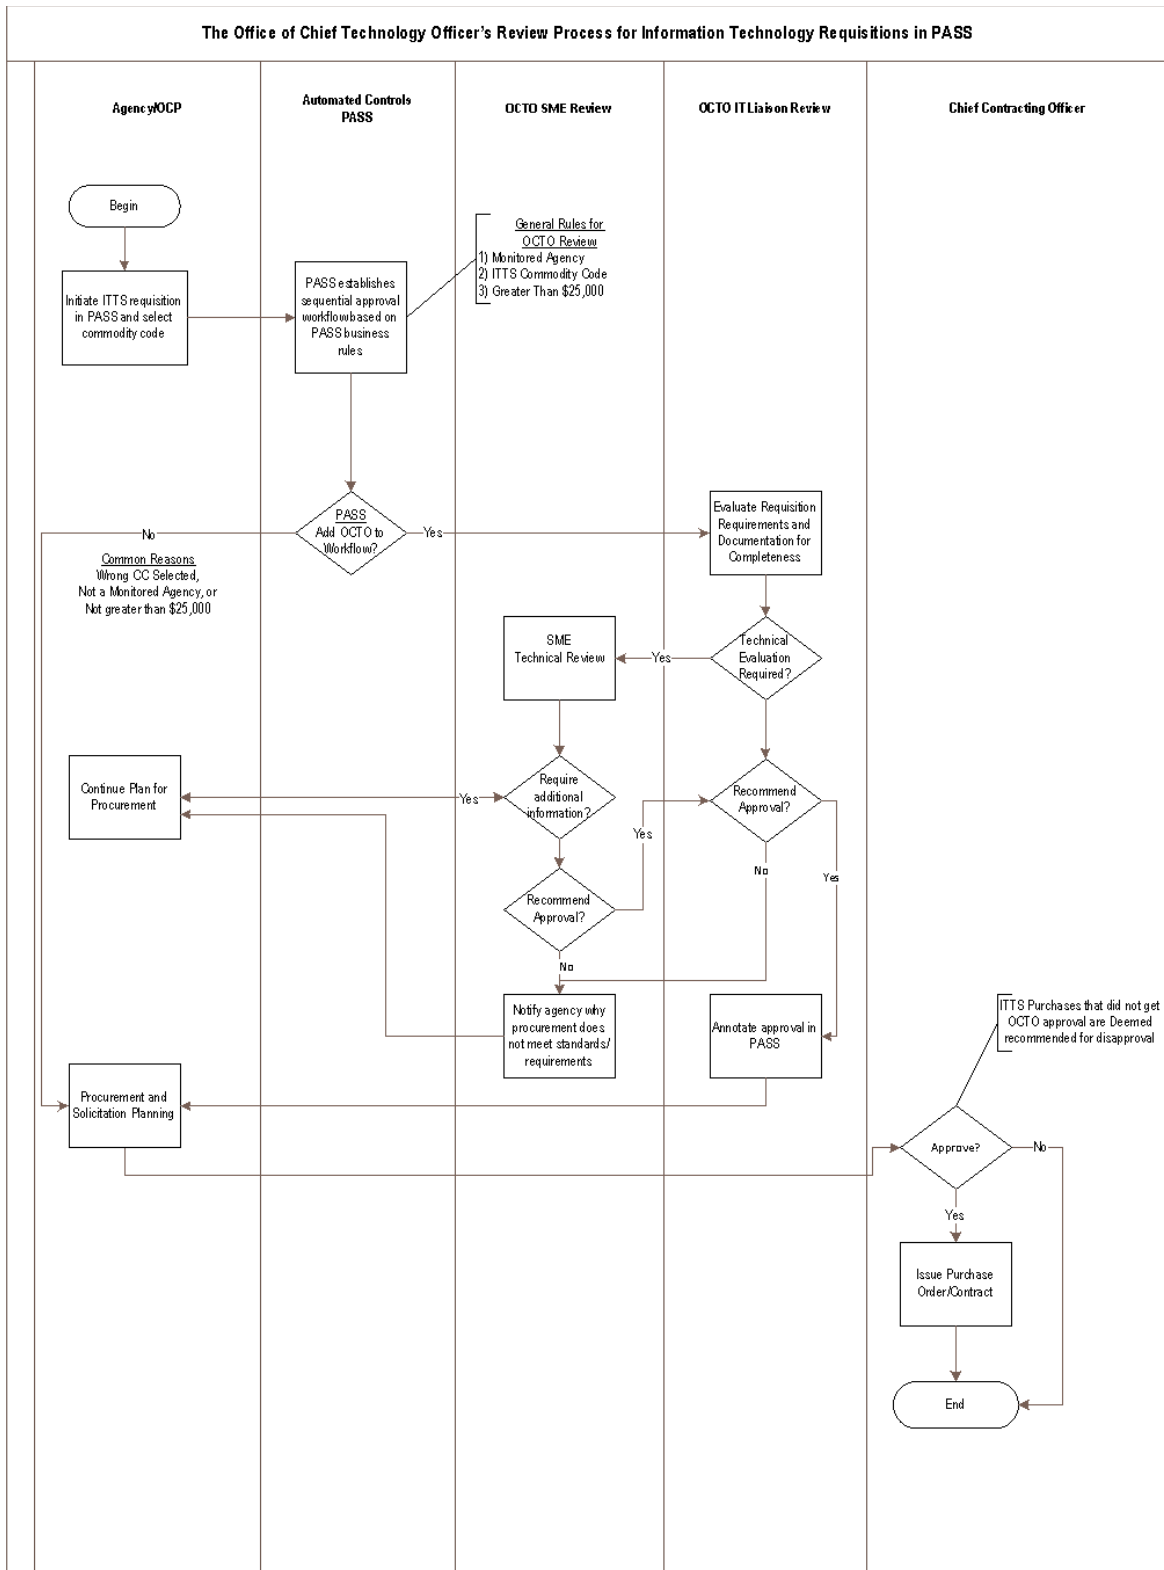 The Office of Chief Technology Officer's Review Process for Information Technology Requisitions in PASS
Agency/OCP
Automated Controls
PASS
OCTO SME Review
OCTO IT Liaison Review
Chief Contracting Officer
Begin
General Rules for
OCTO Review
1) Monitored Agency
2) ITTS Commodity Code
3) Greater Than $25,000
Initiate ITTS requisition
in PASS and select
commodity code
PASS establishes
sequential approval
workflow based on
PASS business
rules
PASS
Add OCTO to
Workflow?
No
Yes
Common Reasons
Wrong CC Selected,
Not a Monitored Agency, or
Not greater than $25,000
Evaluate Requisition
Requirements and
Documentation for
Completeness
SME
Technical Review
Yes
Technical
Evaluation
Required?
Continue Plan for
Procurement
Yes
Require
additional
information?
Recommend
Approval?
Yes
No
Yes
Recommend
Approval?
No
Notify agency why
procurement does
not meet standards/
requirements
Annotate approval in
PASS
ITTS Purchases that did not get
OCTO approval are Deemed
recommended for disapproval
Procurement and
Solicitation Planning
Approve?
No
Yes
Issue Purchase
Order/Contract
End